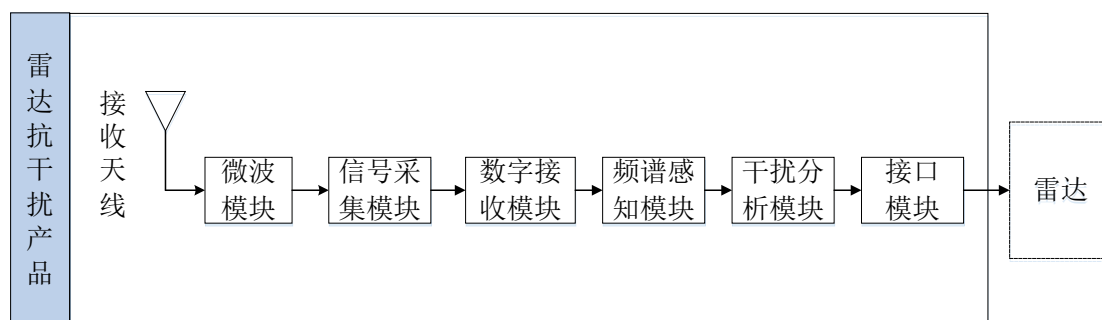 雷达抗干扰产品
接收天线
微波
模块
信号采
集模块
数字接
收模块
频谱感
知模块
干扰分
析模块
接口
模块
雷达